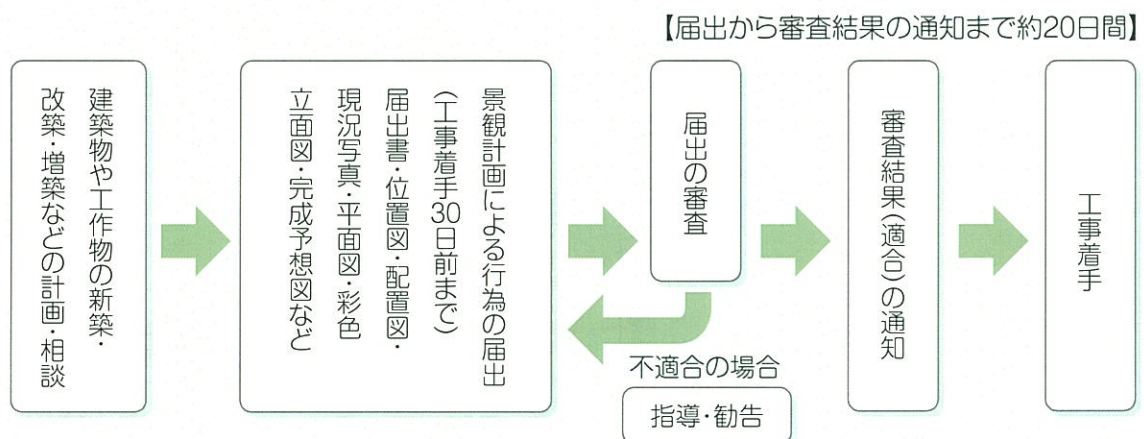 【届出から審査結果の通知まで約20日間】
建築物や工作物の新築・
改築・増築などの計画・相談
景観計画による行為の届出
(工事着手30日前まで)
届出書・位置図・配置図・
現況写真・平面図・彩色
立面図・完成予想図など
届出の審査
不適合の場合
指導・勧告
審査結果(適合)の通知
工事着手